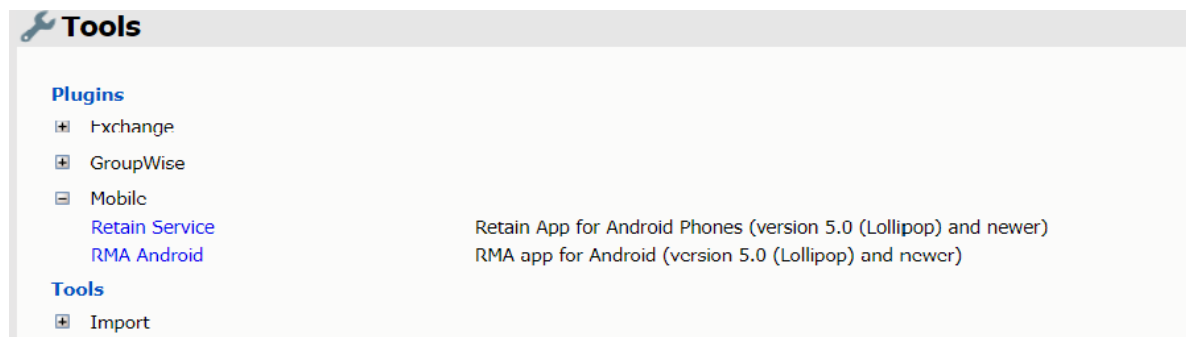 Tools
Plugins
Exchange
GroupWise
Mobile
Retain Service Retain App for Android Phones (version 5.0 (Lollipop) and newer)
RMA Android RMA app for Android (version 5.0 (Lollipop) and newer)
Tools
Import